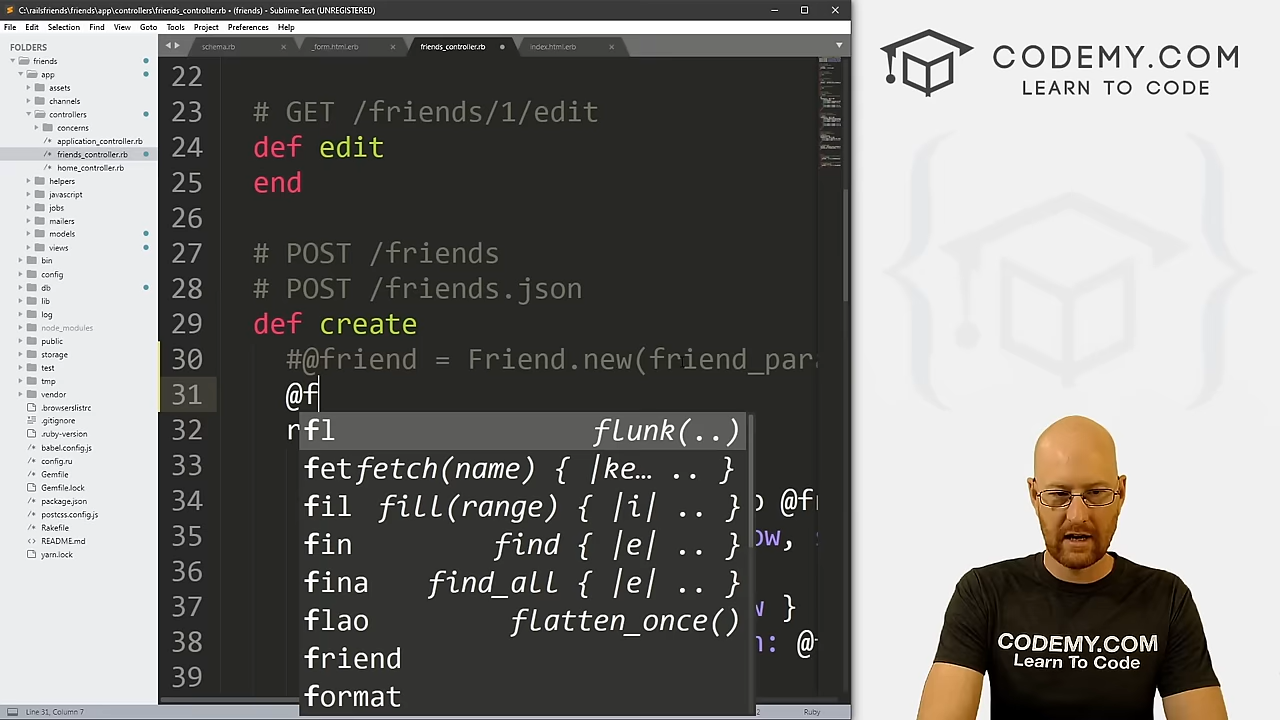 C:\railsfriends\friends\app\controllers\friends_controller.rb • (friends) - Sublime Text (UNREGISTERED)
File Edit Selection Find View Goto Tools Project Preferences Help
FOLDERS
friends
app
assets
channels
controllers
concerns
application_controller.rb
friends_controller.rb
home_controller.rb
helpers
javascript
jobs
mailers
models
views
bin
config
db
lib
log
node_modules
public
storage
test
tmp
vendor
.browserslistrc
.gitignore
.ruby-version
babel.config.js
config.ru
Gemfile
Gemfile.lock
package.json
postcss.config.js
Rakefile
README.md
yarn.lock
schema.rb
_form.html.erb
friends_controller.rb
index.html.erb
22
23 # GET /friends/1/edit
24 def edit
25 end
26
27 # POST /friends
28 # POST /friends.json
29 def create
30 #@friend = Friend.new(friend_para
31 @f
32 r
33
34 @fr
35 ow,
36
37 w }
38 n: @
39
fl flunk(..)
fet fetch(name) { |ke… .. }
fil fill(range) { |i| .. }
fin find { |e| .. }
fina find_all { |e| .. }
flao flatten_once()
friend
format
Line 31, Column 7
2
Ruby
CODEMY.COM
LEARN TO CODE
CODEMY.COM
Learn To Code